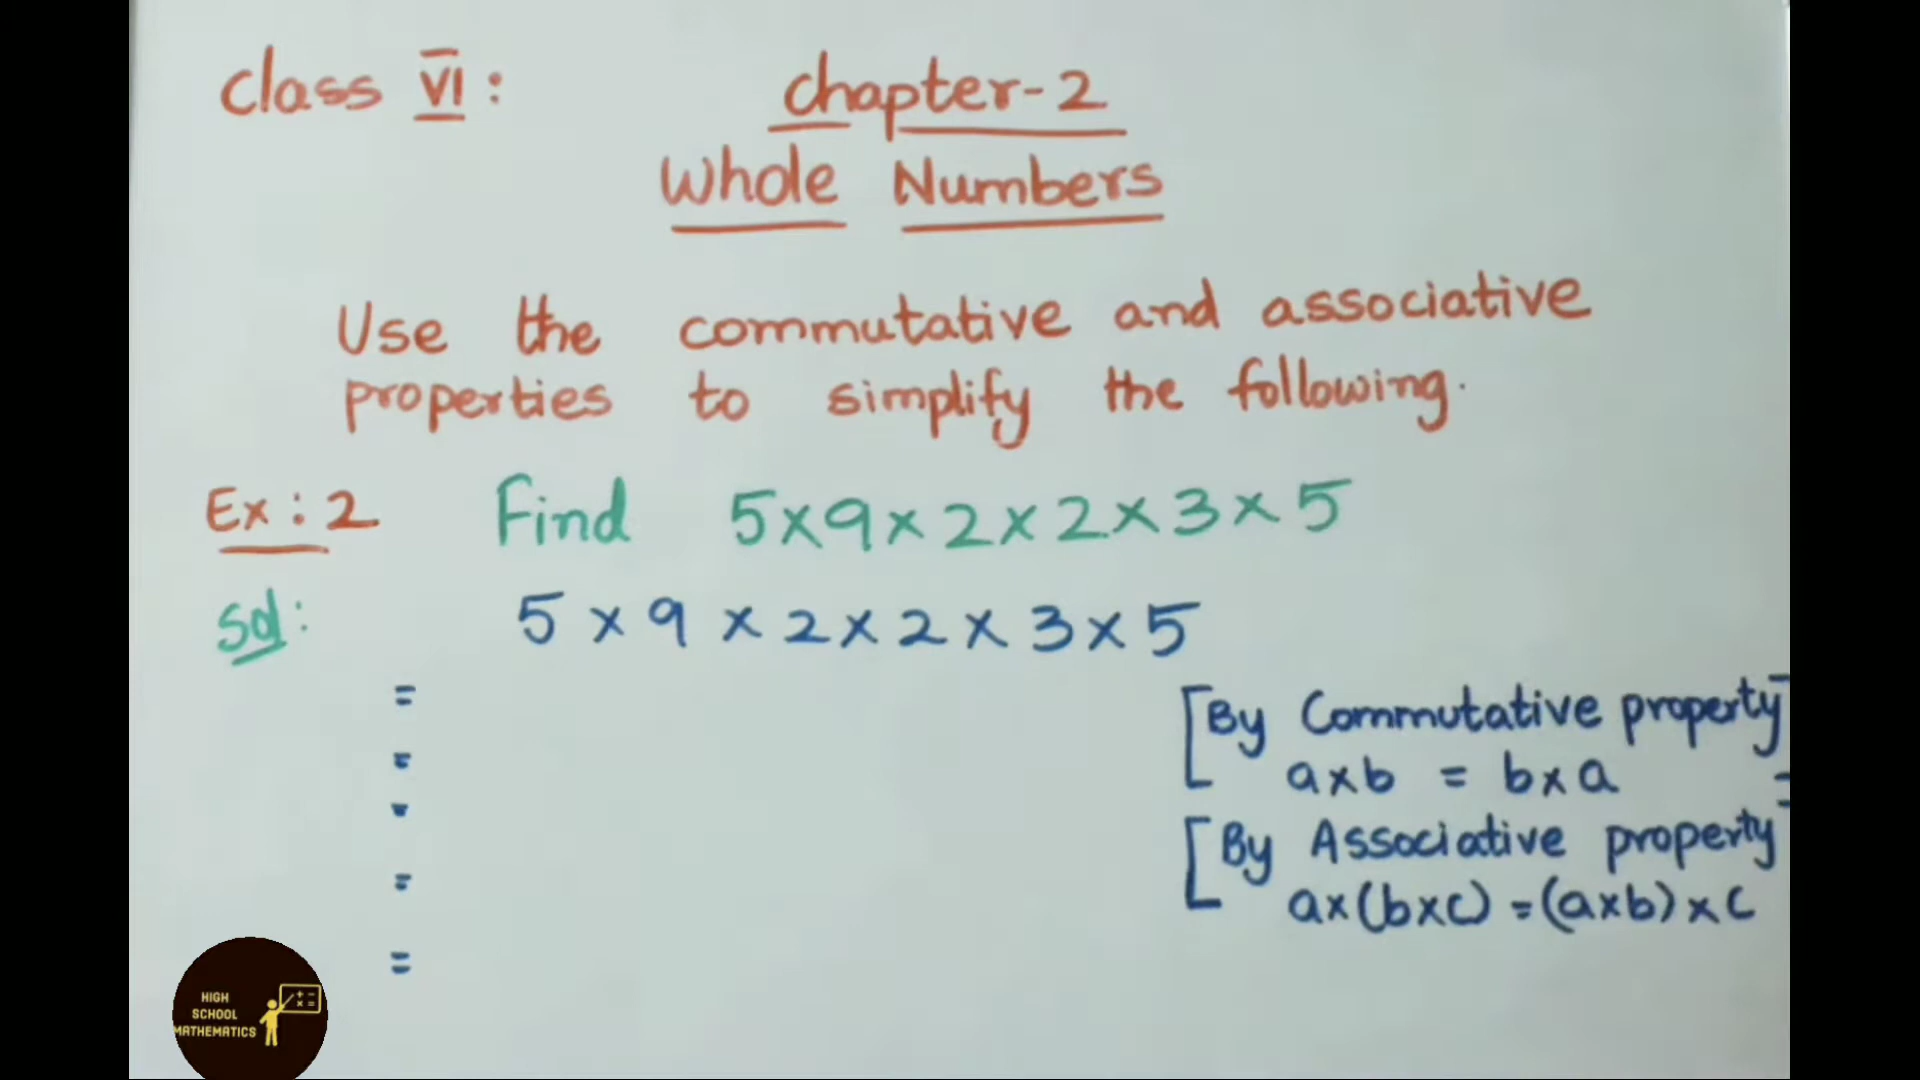 Class VI :
Chapter-2
Whole Numbers
Use the commutative and associative
properties to simplify the following.
Ex : 2 Find 5×9×2×2×3×5
Sol: 5 × 9 × 2 × 2 × 3 × 5
= [By Commutative property
= a×b = b×a =
=
[By Associative property
= a×(b×c) = (a×b)×c
=
HIGH
SCHOOL
MATHEMATICS
+ -
× =